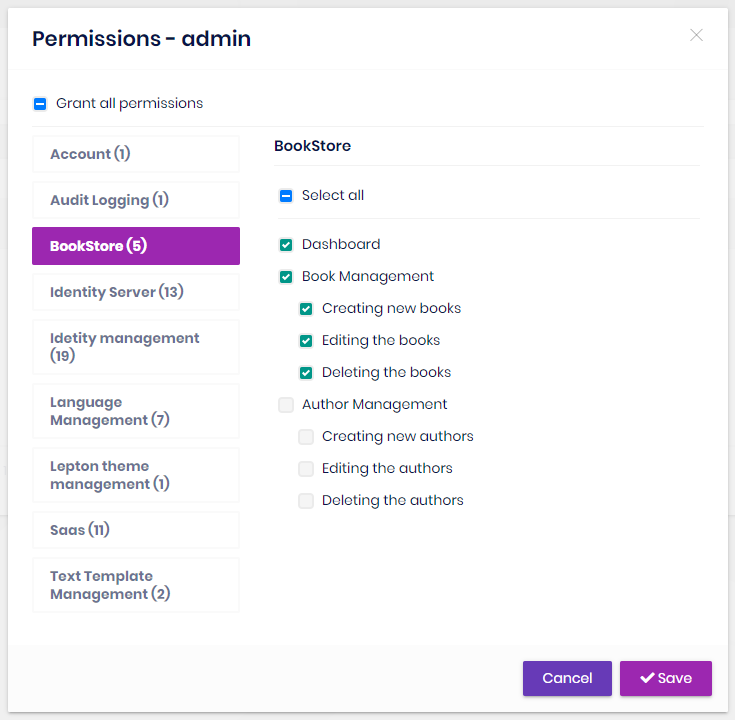 Permissions - admin
Grant all permissions
Account (1)
Audit Logging (1)
BookStore (5)
Identity Server (13)
Idetity management
(19)
Language
Management (7)
Lepton theme
management (1)
Saas (11)
Text Template
Management (2)
BookStore
Select all
Dashboard
Book Management
Creating new books
Editing the books
Deleting the books
Author Management
Creating new authors
Editing the authors
Deleting the authors
Cancel
Save